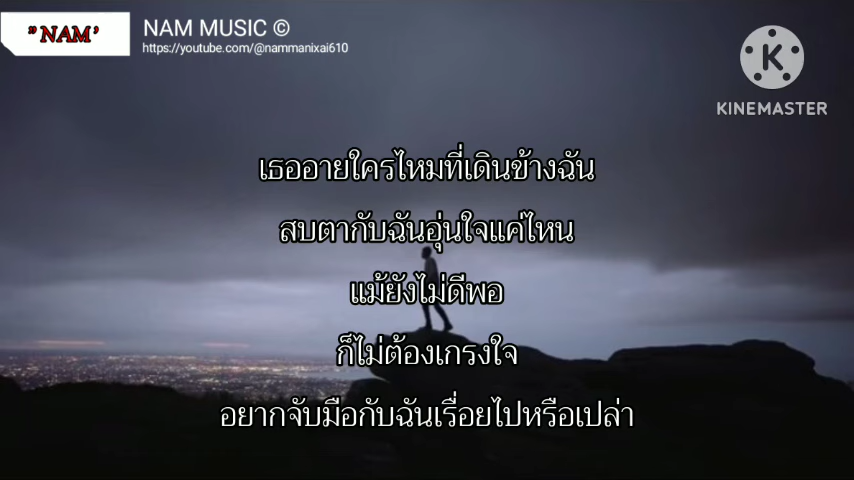 "NAM'
NAM MUSIC ©
https://youtube.com/@nammanixai610
KINEMASTER
เธออายใครไหมที่เดินข้างฉัน
สบตากับฉันอุ่นใจแค่ไหน
แม้ยังไม่ดีพอ
ก็ไม่ต้องเกรงใจ
อยากจับมือกับฉันเรื่อยไปหรือเปล่า